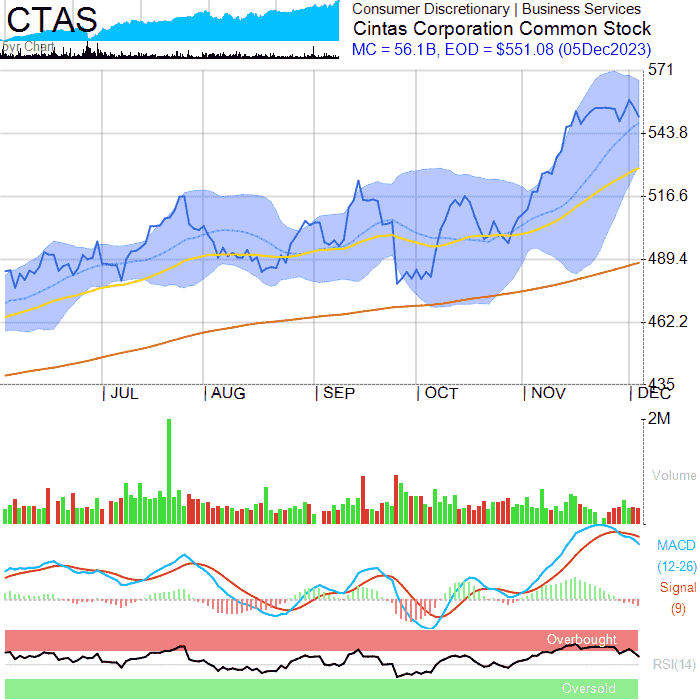 CTAS
5yr Chart
Consumer Discretionary | Business Services
Cintas Corporation Common Stock
MC = 56.1B, EOD = $551.08 (05Dec2023)
571
543.8
516.6
489.4
462.2
435
JUL
AUG
SEP
OCT
NOV
DEC
2M
Volume
MACD
(12-26)
Signal
(9)
Overbought
RSI(14)
Oversold